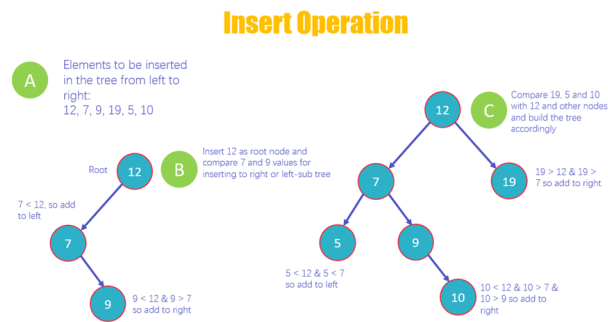 Insert Operation
A
Elements to be inserted
in the tree from left to
right:
12, 7, 9, 19, 5, 10
B
Insert 12 as root node and
compare 7 and 9 values for
inserting to right or left-sub tree
Root
12
7 < 12, so add
to left
7
9
9 < 12 & 9 > 7
so add to right
C
Compare 19, 5 and 10
with 12 and other nodes
and build the tree
accordingly
12
7
19
19 > 12 & 19 >
7 so add to right
5
9
5 < 12 & 5 < 7
so add to left
10
10 < 12 & 10 > 7 &
10 > 9 so add to
right